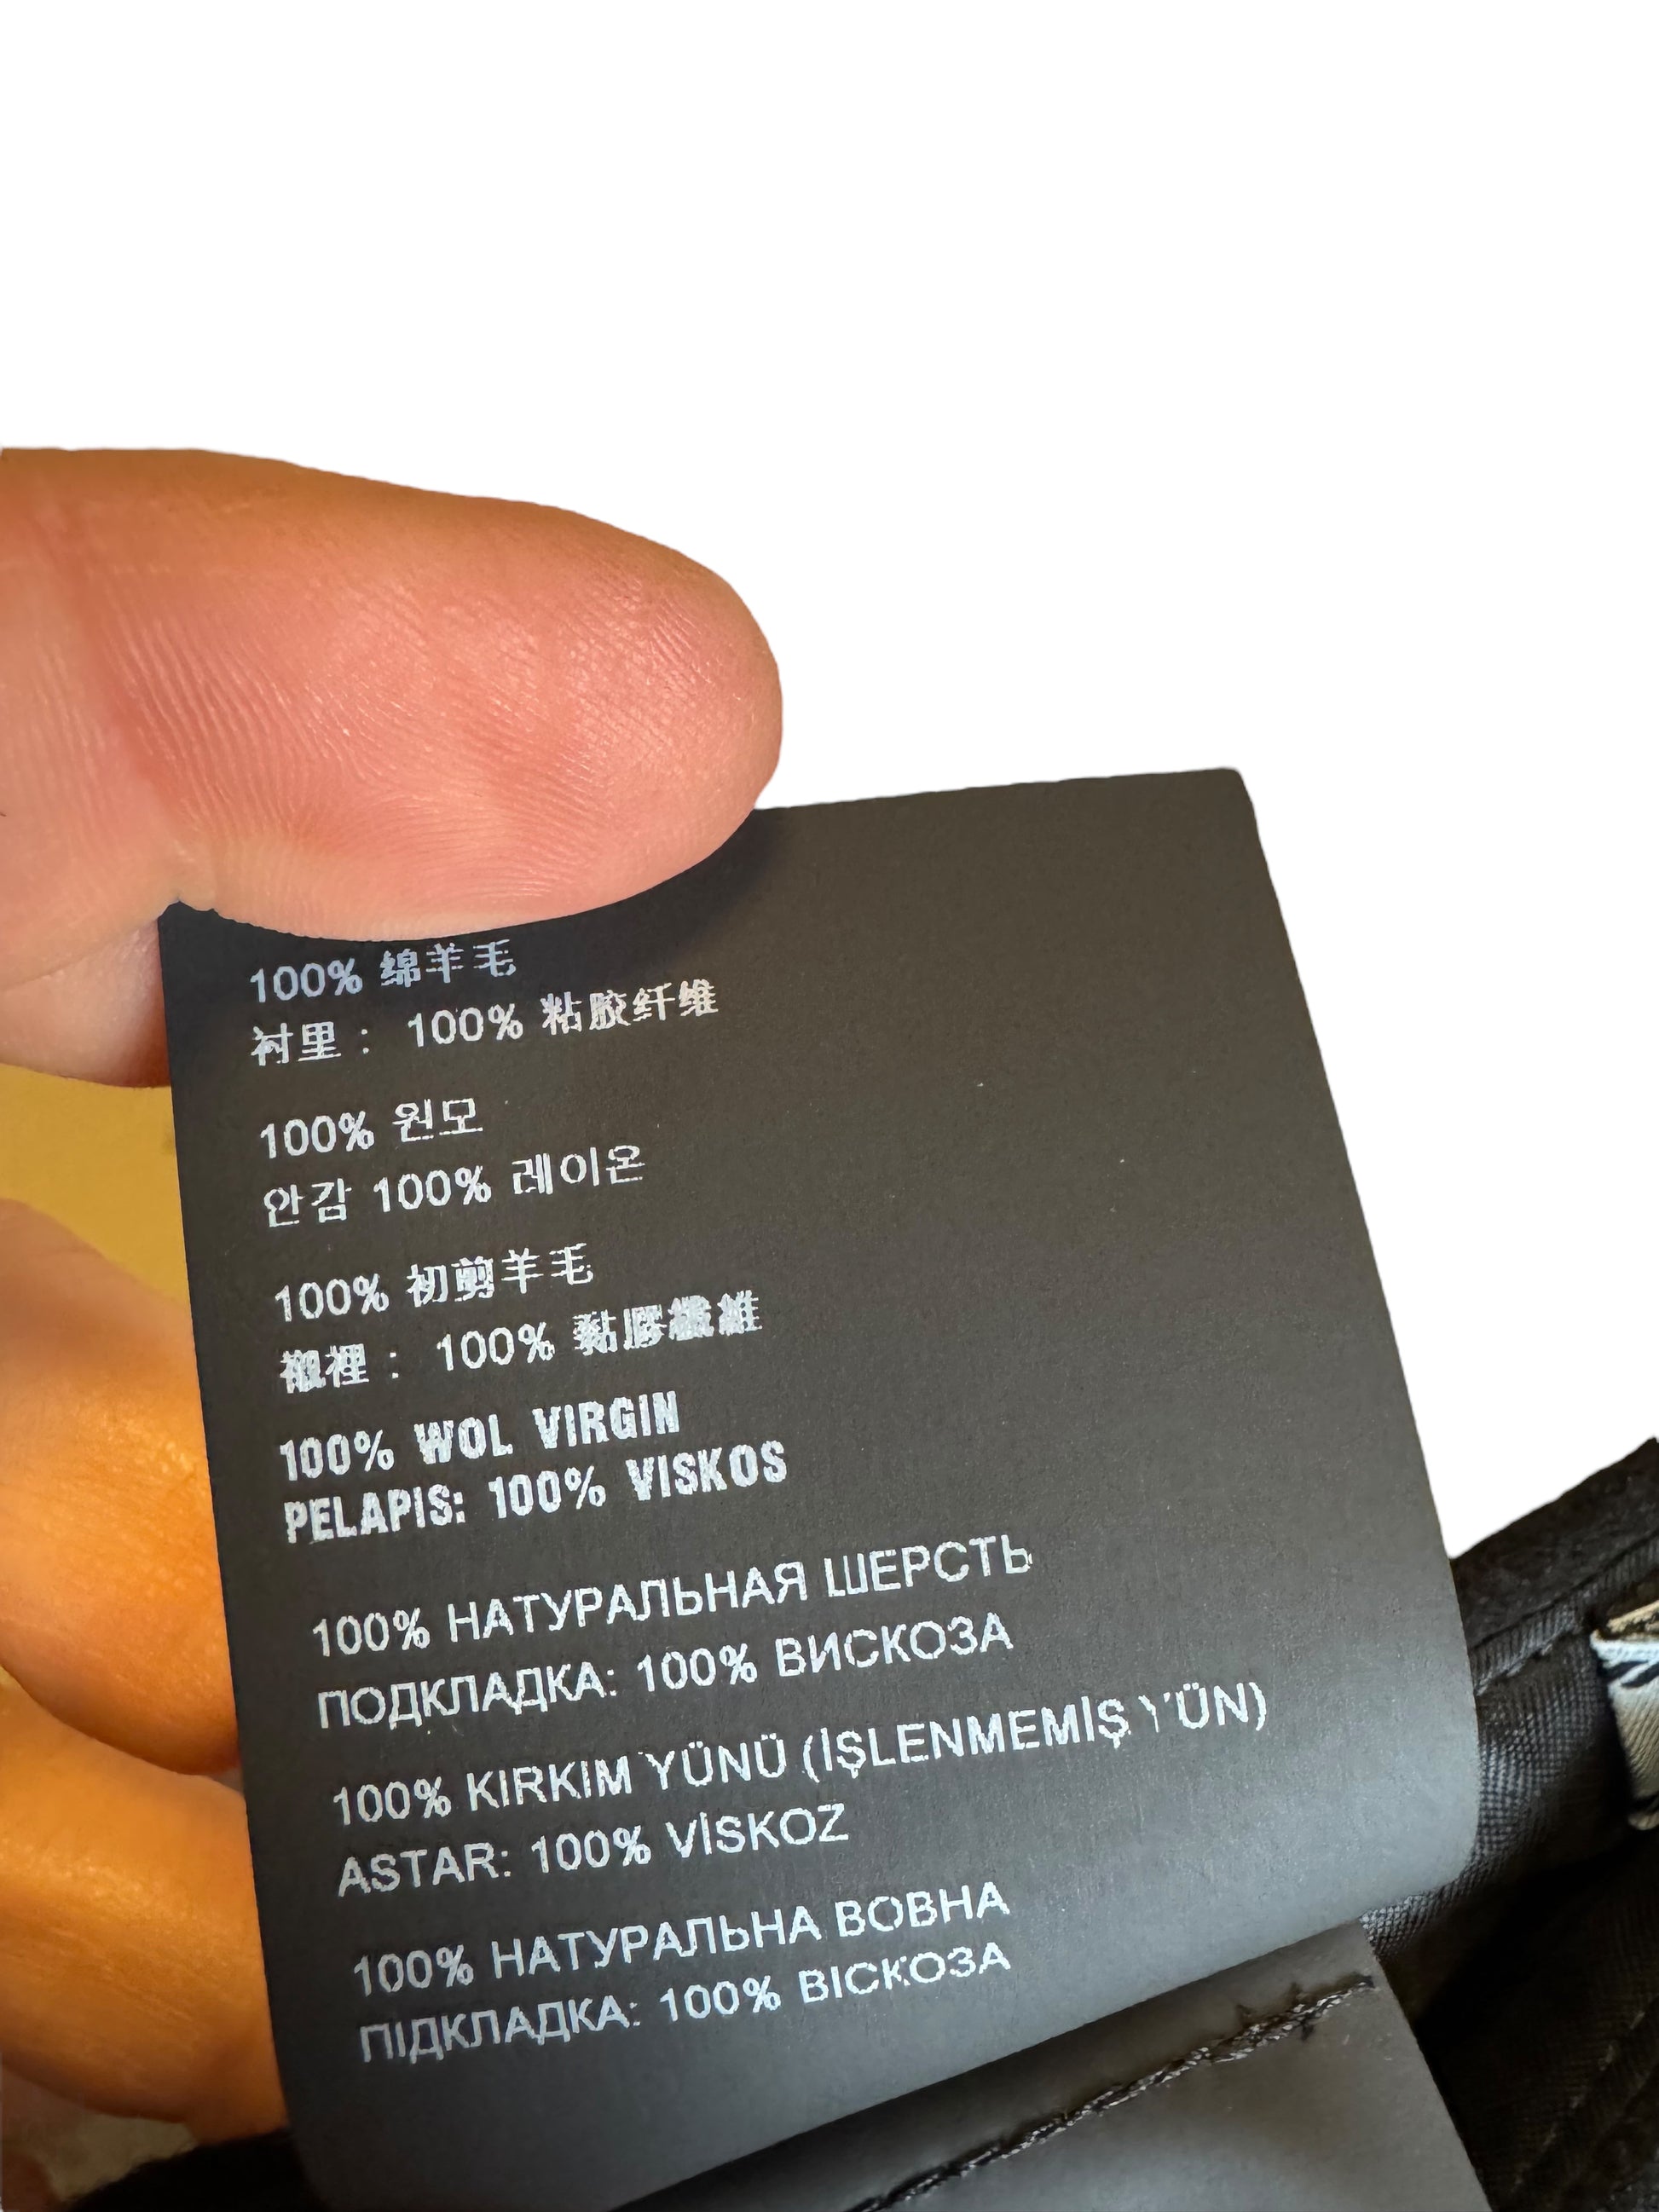 100% 绵羊毛
衬里： 100% 粘胶纤维
100% 원모
안감 100% 레이온
100% 初剪羊毛
襯裡： 100% 黏膠纖維
100% WOL VIRGIN
PELAPIS: 100% VISKOS
100% НАТУРАЛЬНАЯ ШЕРСТЬ
ПОДКЛАДКА: 100% ВИСКОЗА
100% KIRKIM YÜNÜ (İŞLENMEMİŞ YÜN)
ASTAR: 100% VİSKOZ
100% НАТУРАЛЬНА ВОВНА
ПІДКЛАДКА: 100% ВІСКОЗА